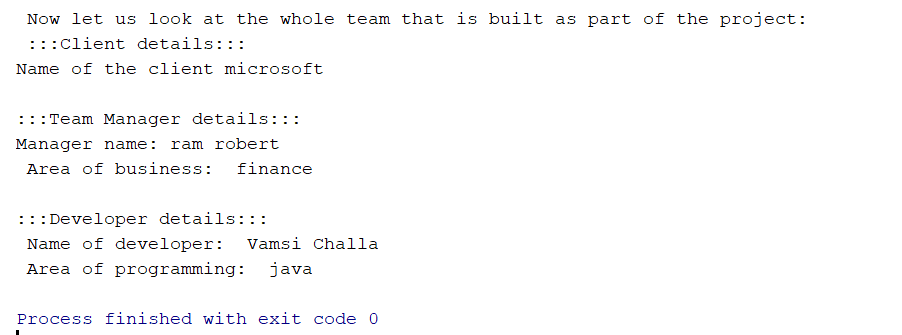 Now let us look at the whole team that is built as part of the project:
:::Client details:::
Name of the client microsoft
:::Team Manager details:::
Manager name: ram robert
Area of business:  finance
:::Developer details:::
Name of developer:  Vamsi Challa
Area of programming:  java
Process finished with exit code 0